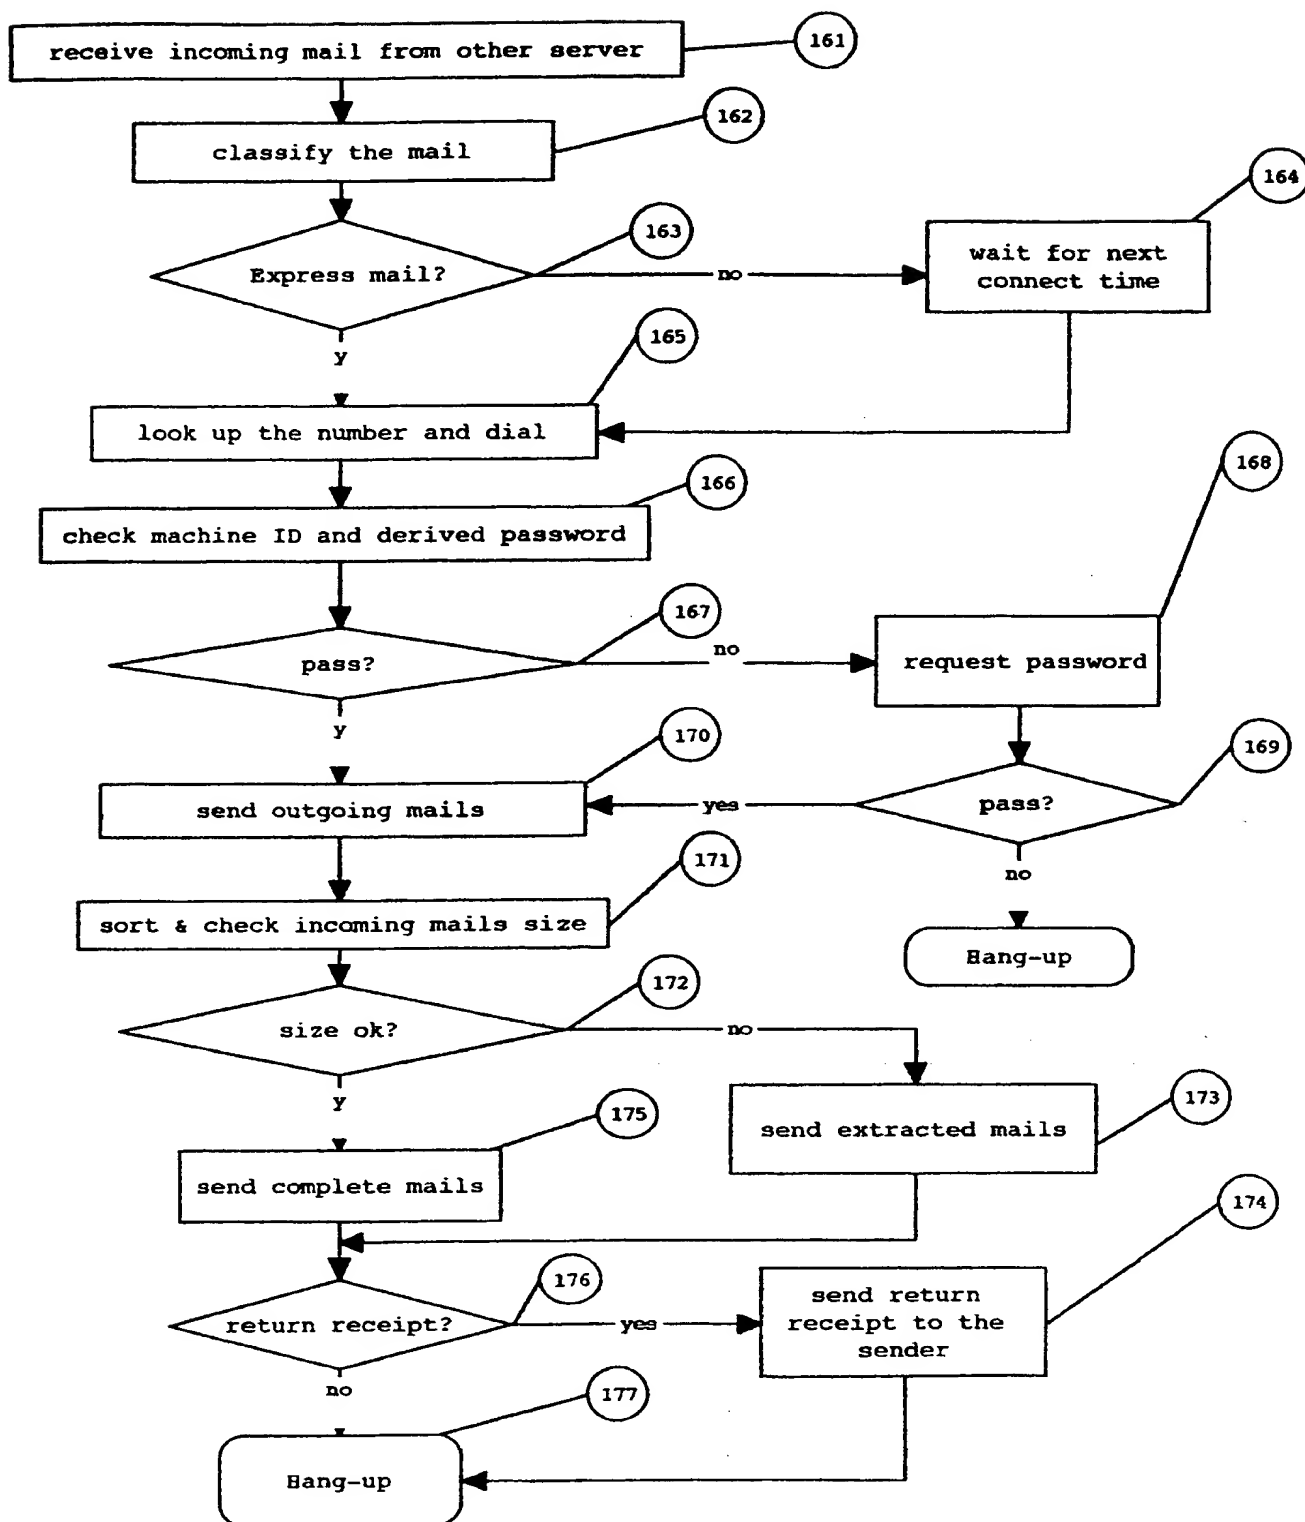 receive incoming mail from other server
161
162
classify the mail
164
163
Express mail?
no
wait for next
connect time
y
165
look up the number and dial
168
166
check machine ID and derived password
167
pass?
no
request password
y
170
169
send outgoing mails
yes
pass?
171
no
sort & check incoming mails size
Hang-up
172
size ok?
no
y
175
173
send extracted mails
send complete mails
174
176
send return
receipt to the
sender
return receipt?
yes
no
177
Hang-up